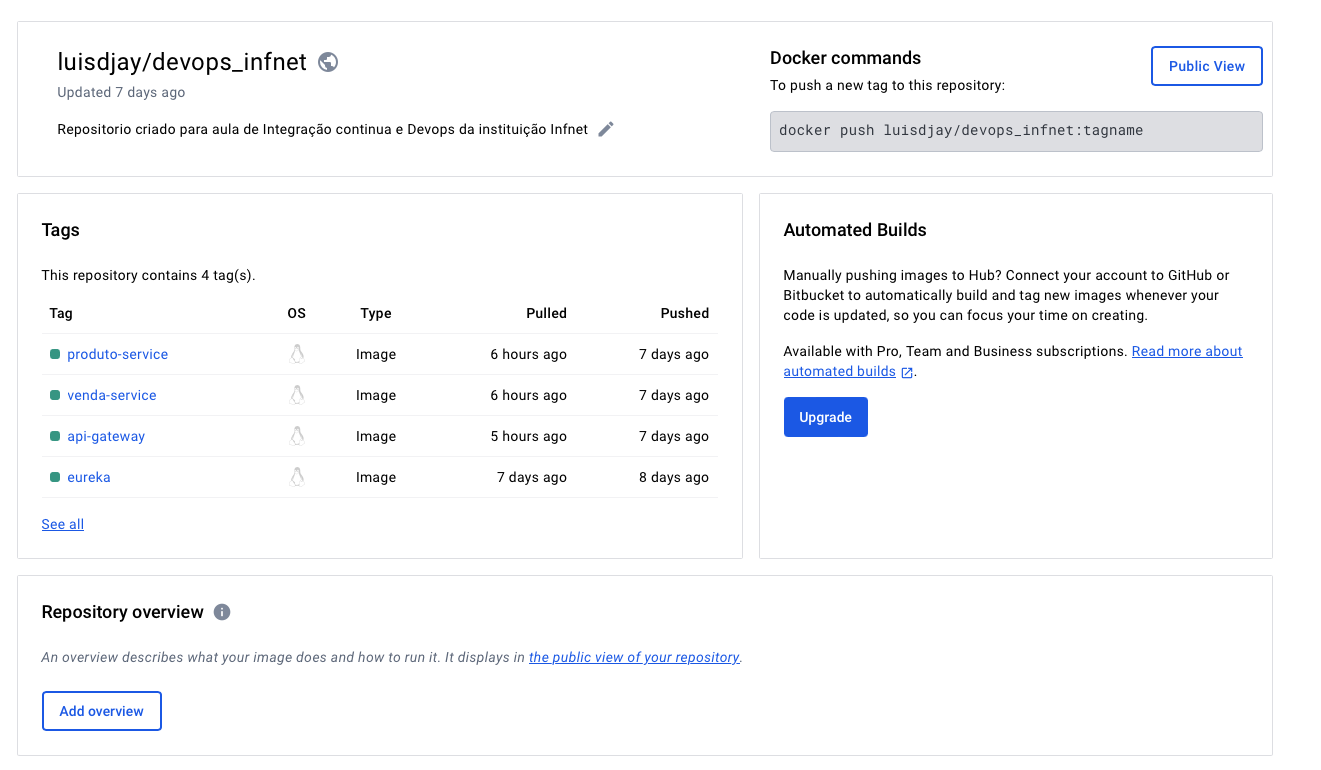 luisdjay/devops_infnet
Updated 7 days ago
Repositorio criado para aula de Integração continua e Devops da instituição Infnet
Docker commands
To push a new tag to this repository:
Public View
docker push luisdjay/devops_infnet:tagname
Tags
This repository contains 4 tag(s).
Tag OS Type Pulled Pushed
produto-service Image 6 hours ago 7 days ago
venda-service Image 6 hours ago 7 days ago
api-gateway Image 5 hours ago 7 days ago
eureka Image 7 days ago 8 days ago
See all
Automated Builds
Manually pushing images to Hub? Connect your account to GitHub or
Bitbucket to automatically build and tag new images whenever your
code is updated, so you can focus your time on creating.
Available with Pro, Team and Business subscriptions. Read more about
automated builds.
Upgrade
Repository overview
An overview describes what your image does and how to run it. It displays in the public view of your repository.
Add overview